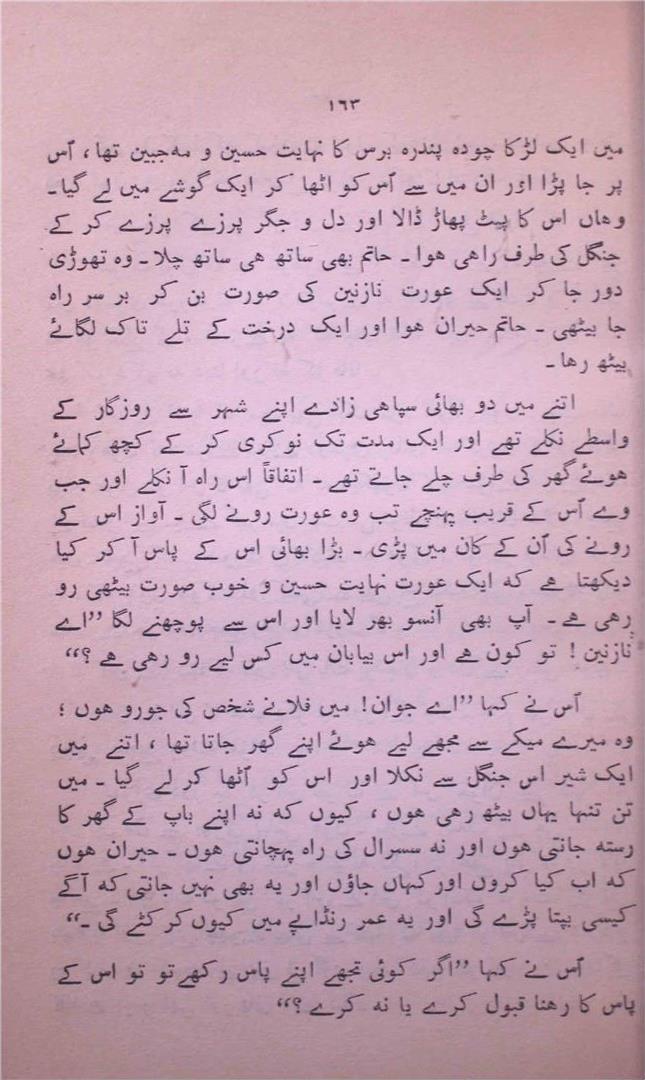 ١٦٣
میں ایک لڑکا چودہ پندرہ برس کا نہایت حسین و مہ جبین تھا ، اُس
پر جا پڑا اور ان میں سے اُس کو اٹھا کر ایک گوشے میں لے گیا ۔
وہاں اس کا پیٹ پھاڑ ڈالا اور دل و جگر پرزے پرزے کر کے
جنگل کی طرف راہی ہوا ۔ حاتم بھی ساتھ ہی ساتھ چلا ۔ وہ تھوڑی
دور جا کر ایک عورت نازنین کی صورت بن کر بر سر راہ
جا بیٹھی ۔ حاتم حیران ہوا اور ایک درخت کے تلے تاک لگائے
بیٹھ رہا ۔
اتنے میں دو بھائی سپاہی زادے اپنے شہر سے روزگار کے
واسطے نکلے تھے اور ایک مدت تک نوکری کر کے کچھ کمائے
ہوئے گھر کی طرف چلے جاتے تھے ۔ اتفاقاً اس راہ آ نکلے اور جب
وے اُس کے قریب پہنچے تب وہ عورت رونے لگی ۔ آواز اس کے
رونے کی اُن کے کان میں پڑی ۔ بڑا بھائی اس کے پاس آ کر کیا
دیکھتا ہے کہ ایک عورت نہایت حسین و خوب صورت بیٹھی رو
رہی ہے ۔ آپ بھی آنسو بھر لایا اور اس سے پوچھنے لگا ”اے
نازنین ! تو کون ہے اور اس بیابان میں کس لیے رو رہی ہے ؟“
اُس نے کہا ”اے جوان ! میں فلانے شخص کی جورو ہوں ؛
وہ میرے میکے سے مجھے لیے ہوئے اپنے گھر جاتا تھا ، اتنے میں
ایک شیر اس جنگل سے نکلا اور اس کو اُٹھا کر لے گیا ۔ میں
تن تنہا یہاں بیٹھ رہی ہوں ، کیوں کہ نہ اپنے باپ کے گھر کا
رستہ جانتی ہوں اور نہ سسرال کی راہ پہچانتی ہوں ۔ حیران ہوں
کہ اب کیا کروں اور کہاں جاؤں اور یہ بھی نہیں جانتی کہ آگے
کیسی بپتا پڑے گی اور یہ عمر رنڈاپے میں کیوں کر کٹے گی ۔“
اُس نے کہا ”اگر کوئی تجھے اپنے پاس رکھے تو تو اس کے
پاس کا رہنا قبول کرے یا نہ کرے ؟“